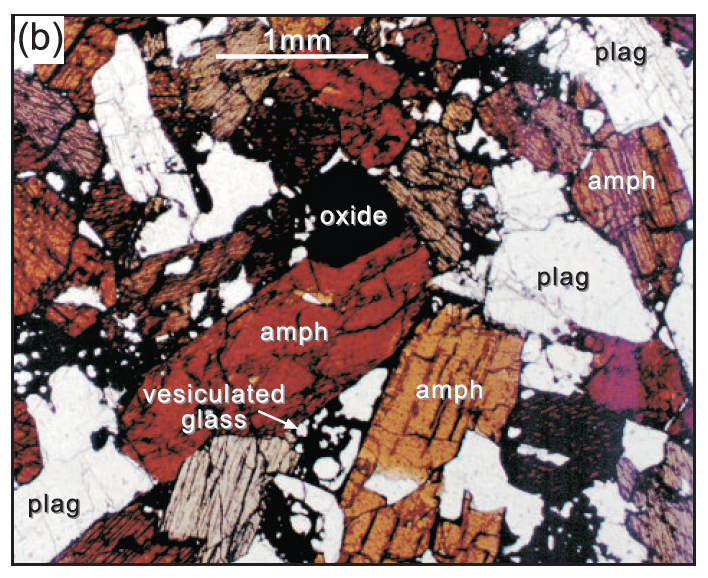 (b)
1mm
plag
amph
oxide
plag
amph
amph
vesiculated
glass
plag